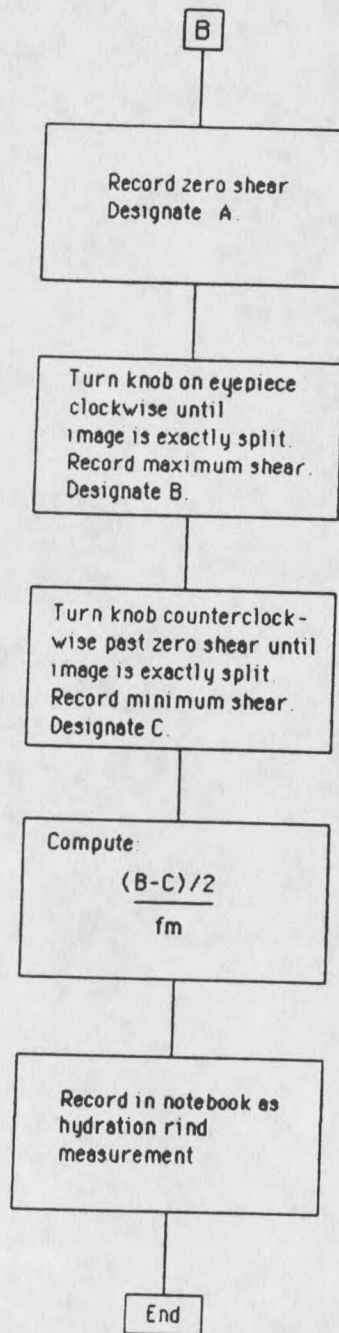 B
Record zero shear
Designate A.
Turn knob on eyepiece
clockwise until
image is exactly split.
Record maximum shear.
Designate B.
Turn knob counterclock-
wise past zero shear until
image is exactly split.
Record minimum shear.
Designate C.
Compute:
(B-C)/2
fm
Record in notebook as
hydration rind
measurement
End